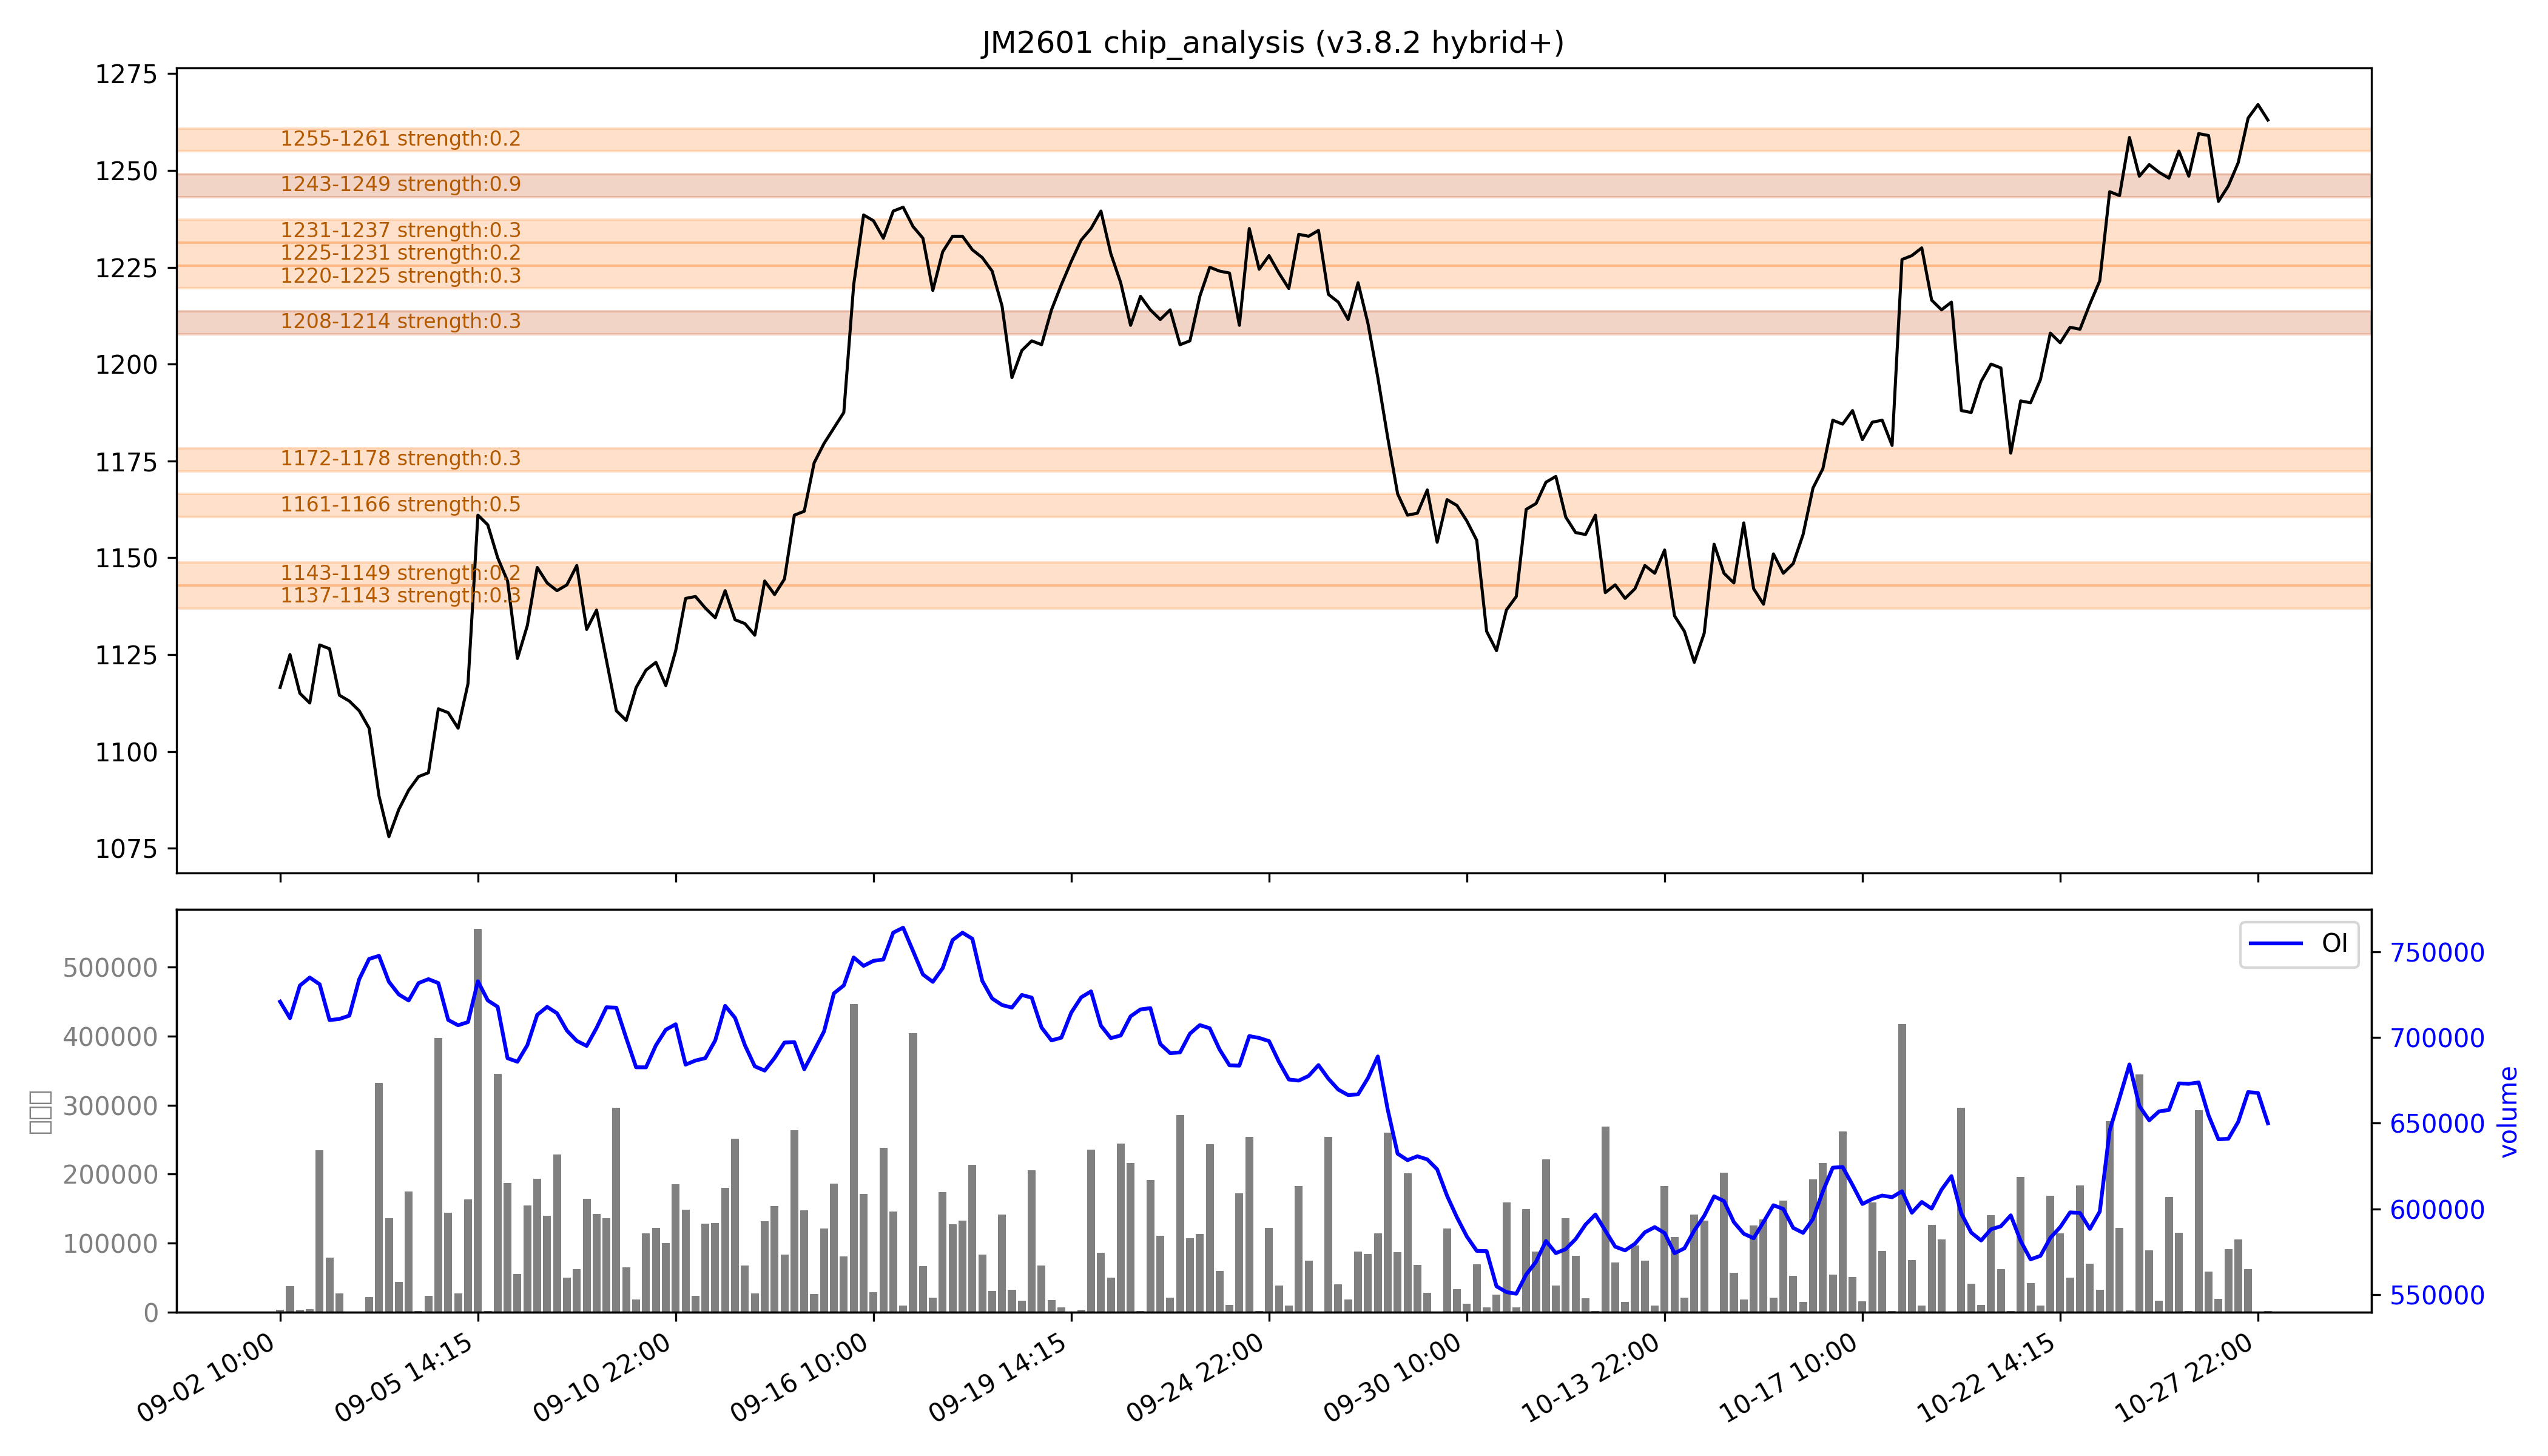 JM2601 chip_analysis (v3.8.2 hybrid+)
1275
1250
1225
1200
1175
1150
1125
1100
1075
1255-1261 strength:0.2
1243-1249 strength:0.9
1231-1237 strength:0.3
1225-1231 strength:0.2
1220-1225 strength:0.3
1208-1214 strength:0.3
1172-1178 strength:0.3
1161-1166 strength:0.5
1143-1149 strength:0.2
1137-1143 strength:0.3
OI
500000
400000
300000
200000
100000
0
750000
700000
650000
600000
550000
volume
09-02 10:00
09-05 14:15
09-10 22:00
09-16 10:00
09-19 14:15
09-24 22:00
09-30 10:00
10-13 22:00
10-17 10:00
10-22 14:15
10-27 22:00